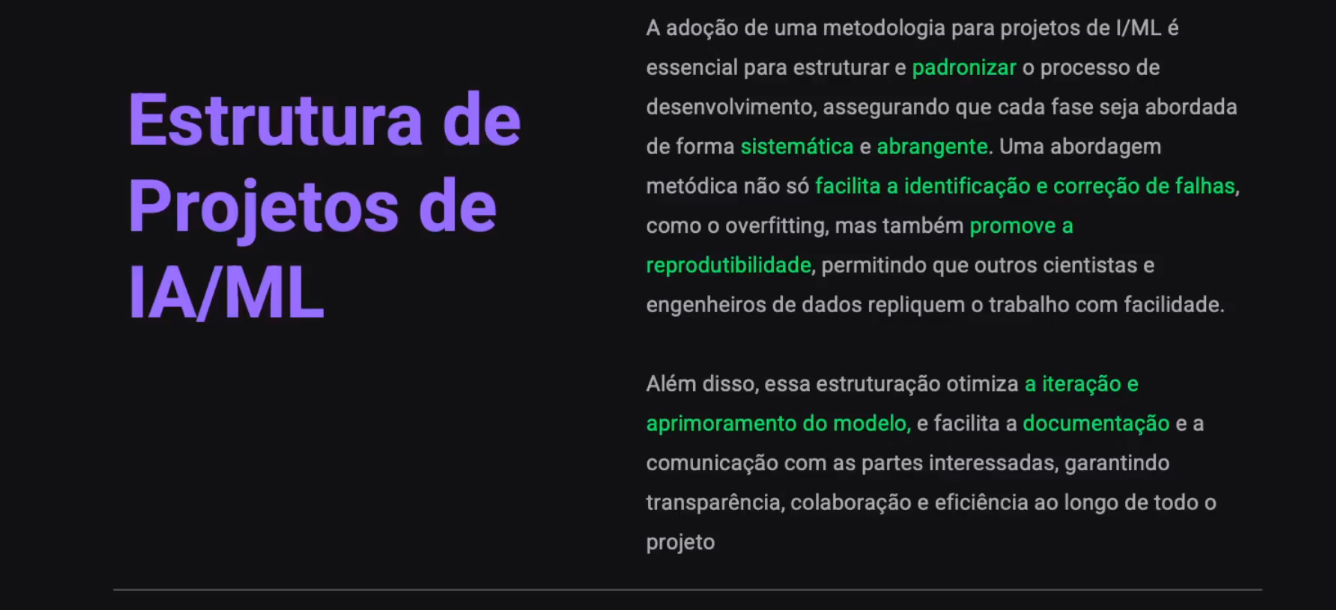 Estrutura de
Projetos de
IA/ML
A adoção de uma metodologia para projetos de I/ML é
essencial para estruturar e padronizar o processo de
desenvolvimento, assegurando que cada fase seja abordada
de forma sistemática e abrangente. Uma abordagem
metódica não só facilita a identificação e correção de falhas,
como o overfitting, mas também promove a
reprodutibilidade, permitindo que outros cientistas e
engenheiros de dados repliquem o trabalho com facilidade.
Além disso, essa estruturação otimiza a iteração e
aprimoramento do modelo, e facilita a documentação e a
comunicação com as partes interessadas, garantindo
transparência, colaboração e eficiência ao longo de todo o
projeto